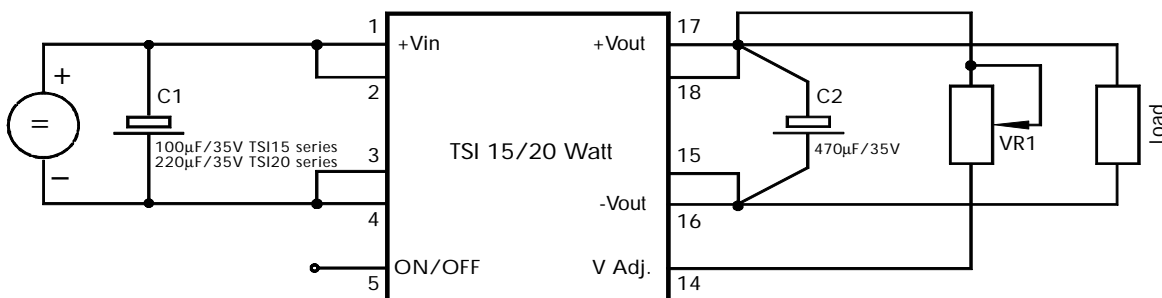 1
17
+Vin
+Vout
+
2
18
C1
C2
=
100µF/35V TSI15 series
220µF/35V TSI20 series
3
TSI 15/20 Watt
15
470µF/35V
VR1
Load
−
4
-Vout
16
ON/OFF
V Adj.
5
14